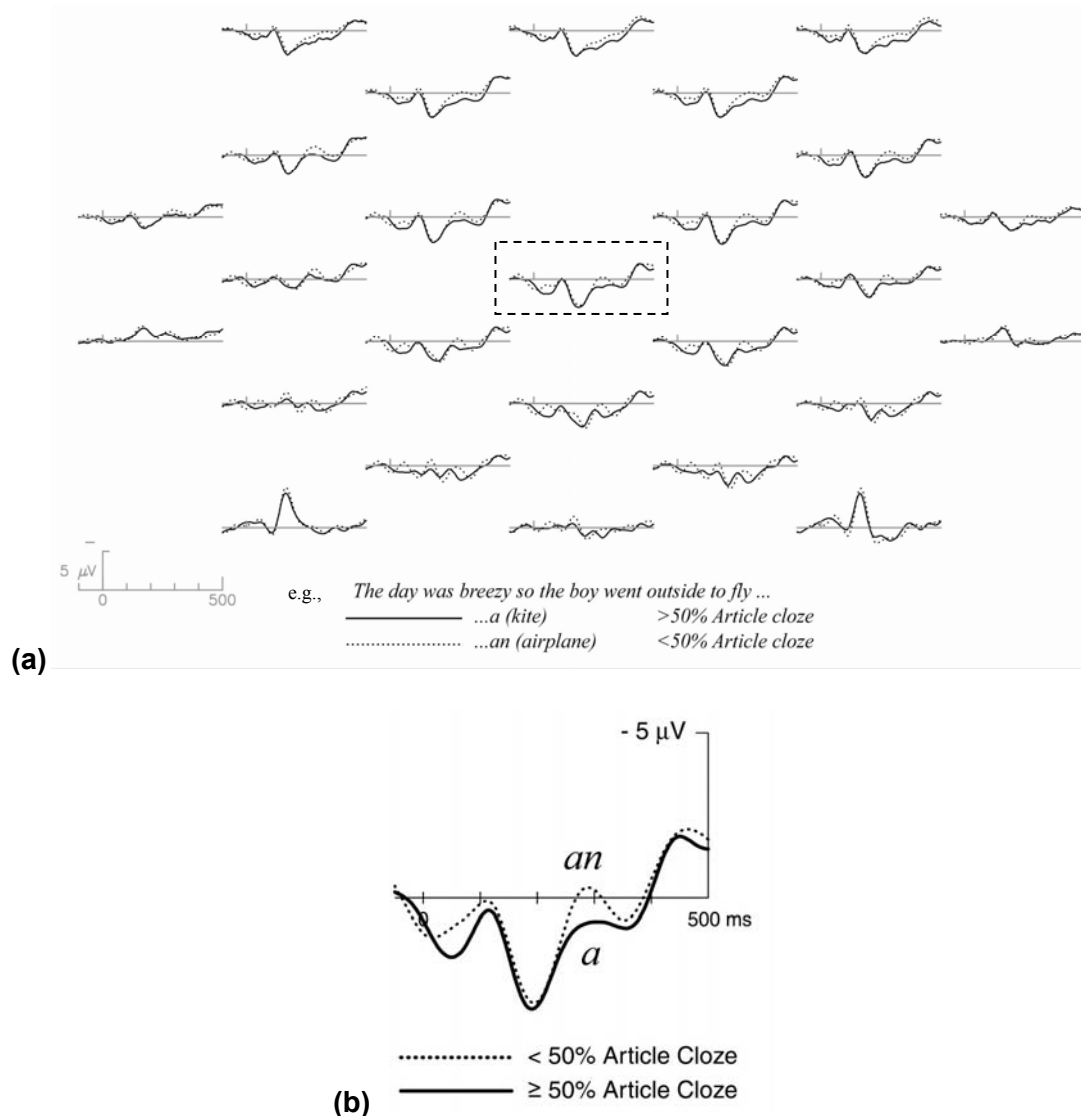 5 μV
0 500
e.g., The day was breezy so the boy went outside to fly ...
...a (kite) >50% Article cloze
...an (airplane) <50% Article cloze
(a)
- 5 μV
an
0
500 ms
a
< 50% Article Cloze
≥ 50% Article Cloze
(b)